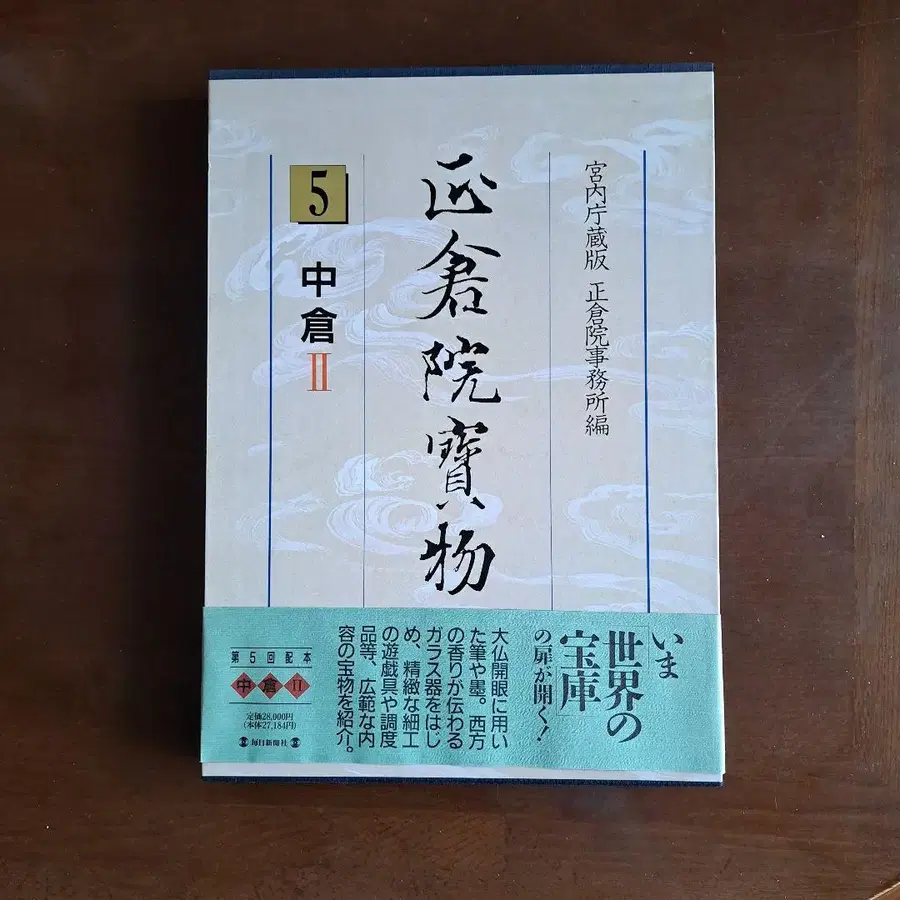 宮内庁蔵版 正倉院事務所編
正倉院寶物
5
中倉II
いま
「世界の
宝庫」
の扉が開く!
大仏開眼に用い
た筆や墨。西方
の香りが伝わる
ガラス器をはじ
め、精緻な細工
の遊戯具や調度
品等、広範な内
容の宝物を紹介。
第5回配本
中倉II
定価28,000円
(本体27,184円)
毎日新聞社